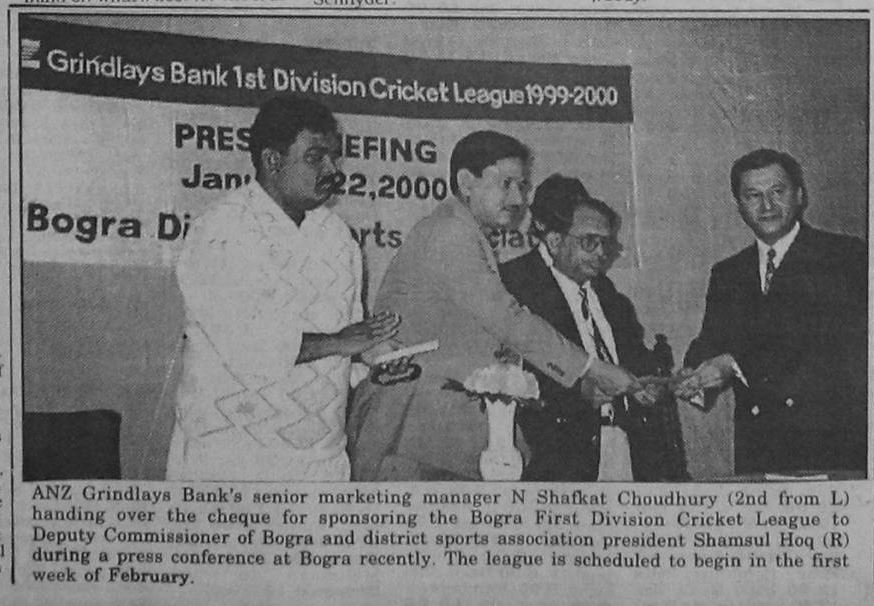 Grindlays Bank 1st Division Cricket League 1999-2000
PRES IEFING
Janu 22,2000
Bogra Di rts ciat
ANZ Grindlays Bank's senior marketing manager N Shafkat Choudhury (2nd from L)
handing over the cheque for sponsoring the Bogra First Division Cricket League to
Deputy Commissioner of Bogra and district sports association president Shamsul Hoq (R)
during a press conference at Bogra recently. The league is scheduled to begin in the first
week of February.